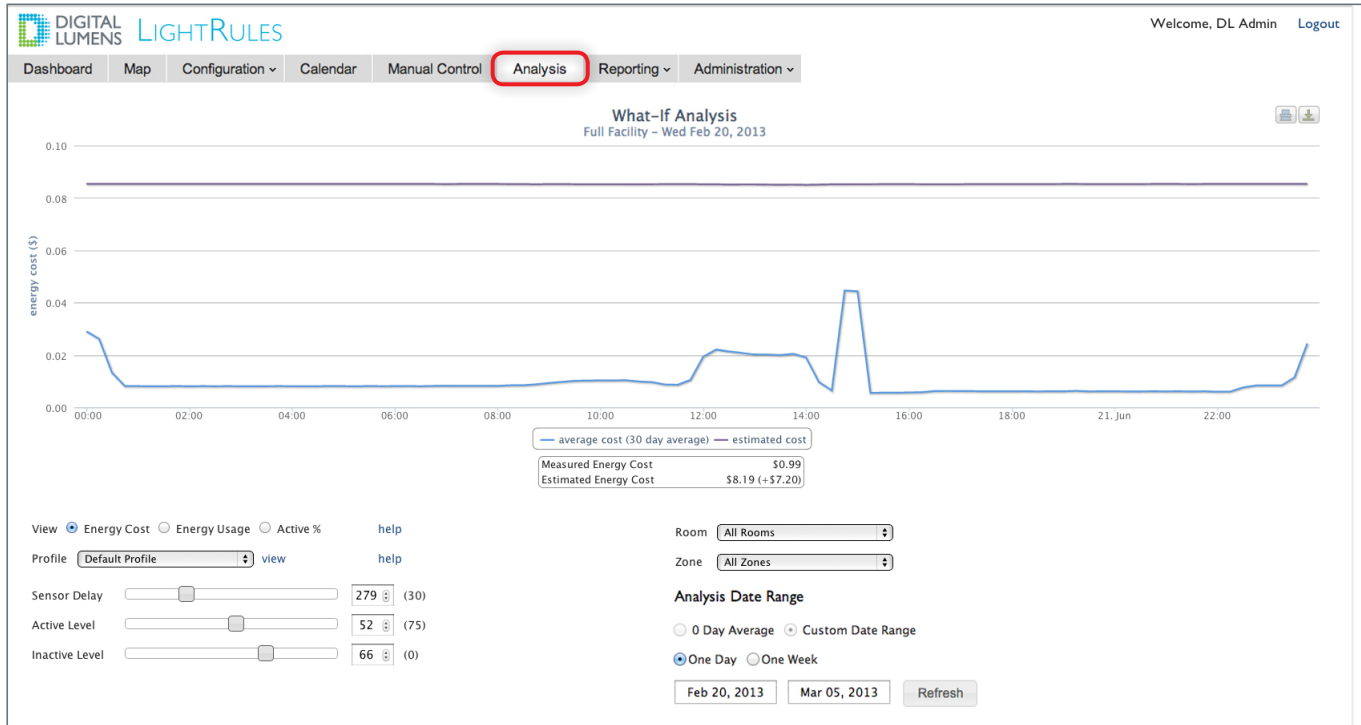 DIGITAL LUMENS LIGHTRULES
Welcome, DL Admin Logout
Dashboard Map Configuration Calendar Manual Control Analysis Reporting Administration
What-If Analysis
Full Facility - Wed Feb 20, 2013
energy cost ($)
0.10
0.08
0.06
0.04
0.02
0.00
00:00 02:00 04:00 06:00 08:00 10:00 12:00 14:00 16:00 18:00 21. Jun 22:00
average cost (30 day average) estimated cost
Measured Energy Cost $0.99
Estimated Energy Cost $8.19 (+$7.20)
View Energy Cost Energy Usage Active % help
Profile Default Profile view help
Sensor Delay 279 (30)
Active Level 52 (75)
Inactive Level 66 (0)
Room All Rooms
Zone All Zones
Analysis Date Range
0 Day Average Custom Date Range
One Day One Week
Feb 20, 2013 Mar 05, 2013 Refresh